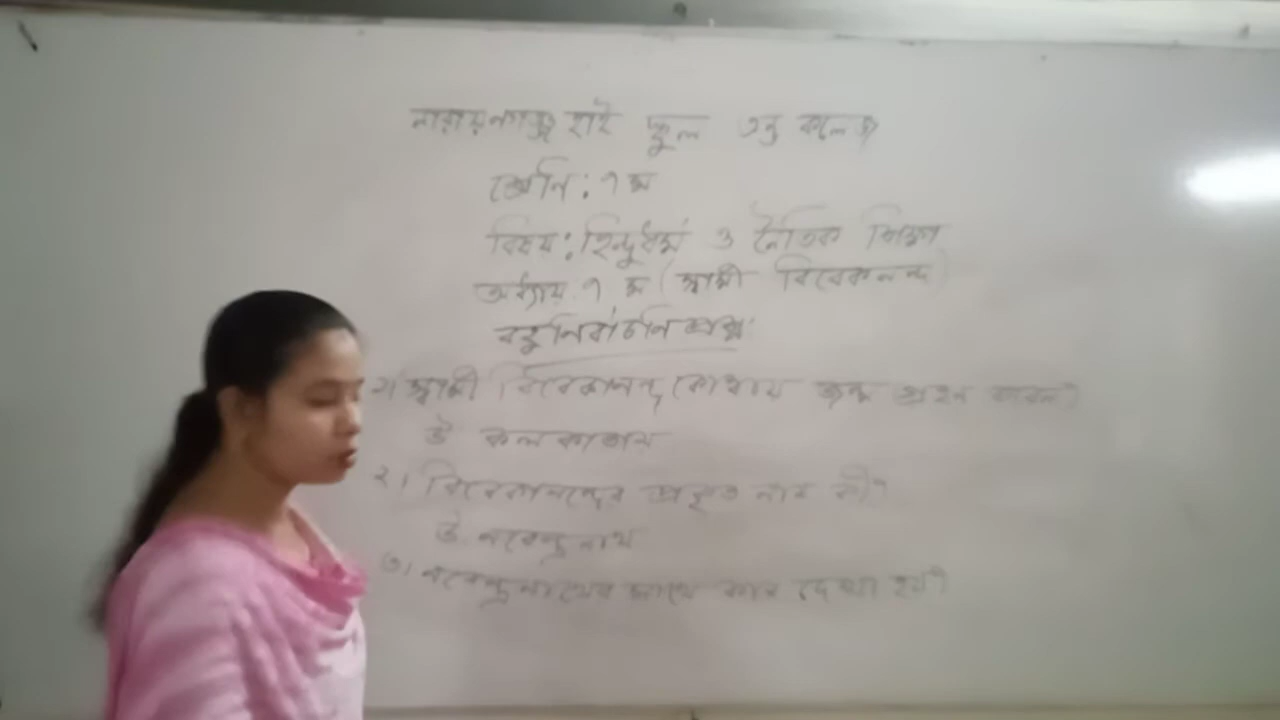 নারায়নগঞ্জ হাই স্কুল এন্ড কলেজ
শ্রেনি: ৭ম
বিষয়: হিন্দুধর্ম ও নৈতিক শিক্ষা
অধ্যায় ৭ ম (স্বামী বিবেকানন্দ)
বহুনির্বাচনি প্রশ্ন:
১। স্বামী বিবেকানন্দ কোথায় জন্ম গ্রহন করেন?
উ কলকাতায়
২। বিবেকানন্দের প্রকৃত নাম কী?
উ নরেন্দ্রনাথ
৩। নরেন্দ্রনাথের সাথে কার দেখা হয়?